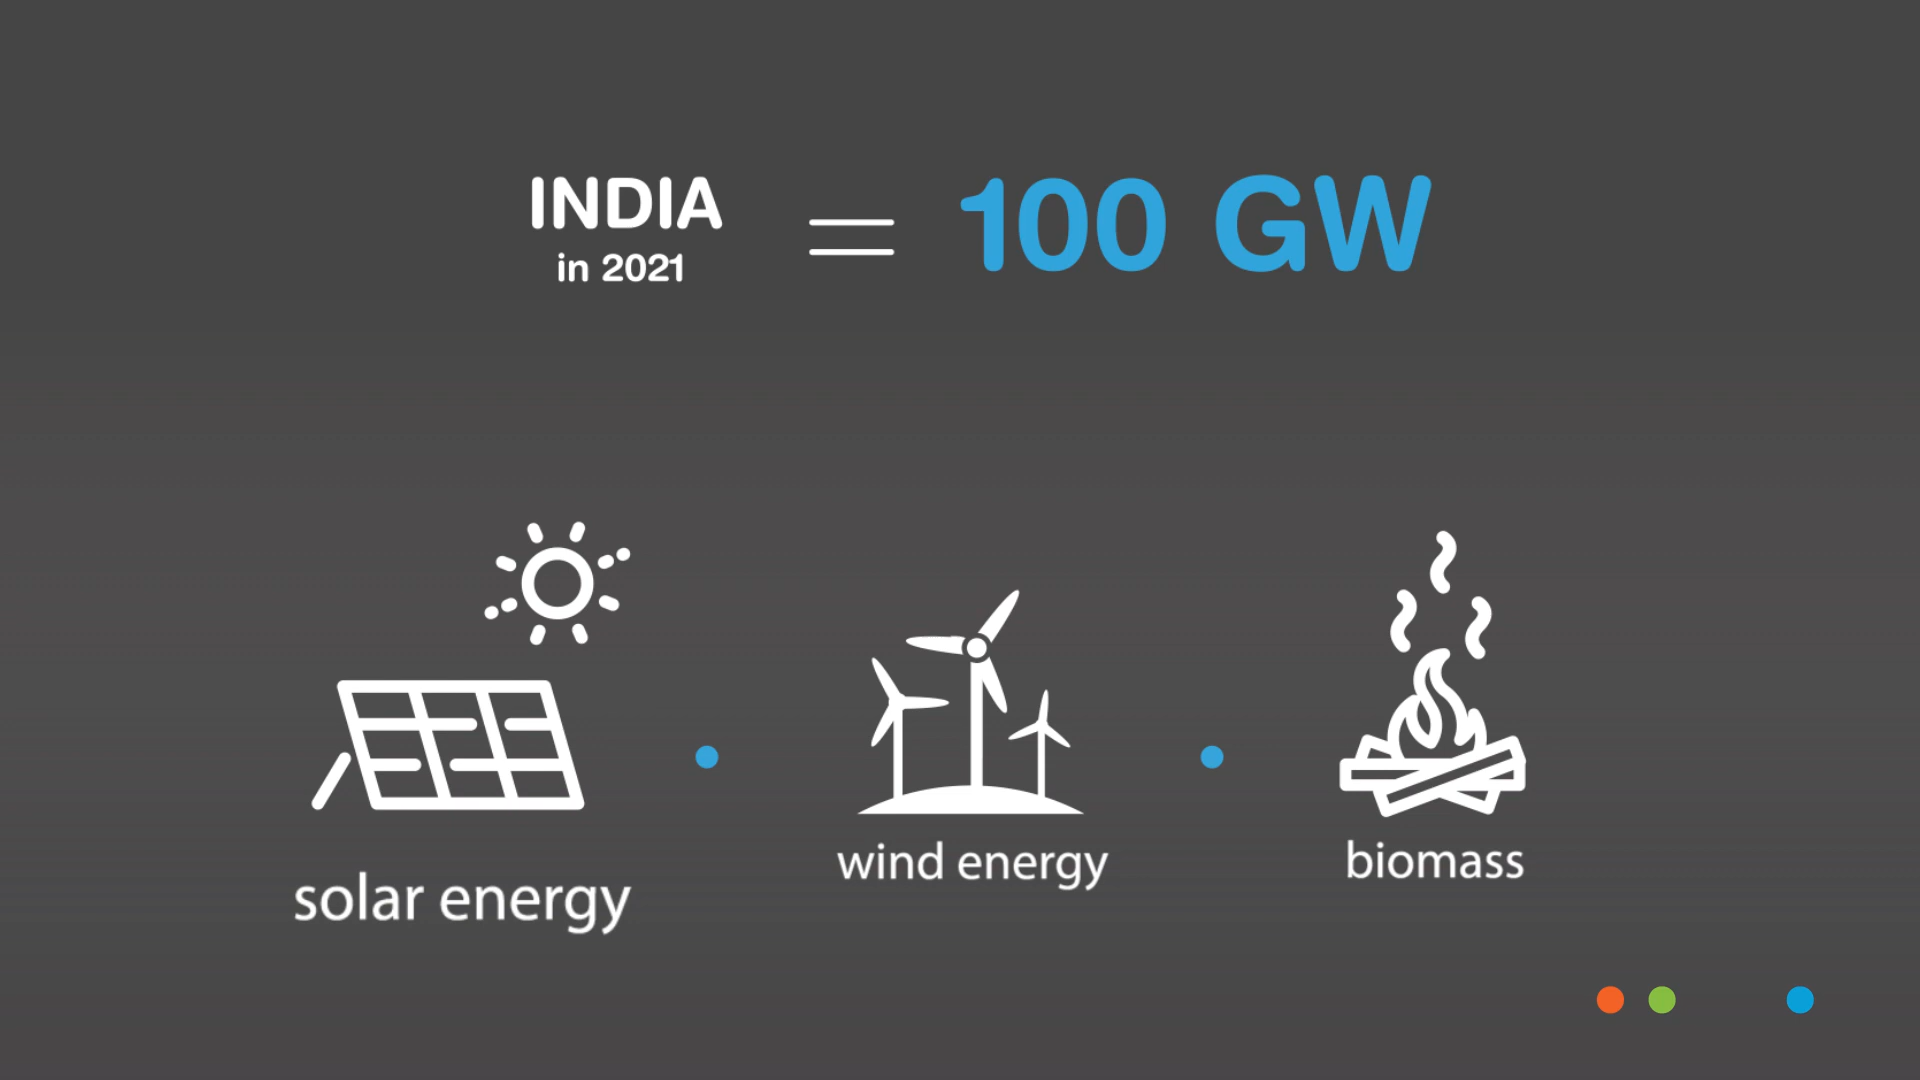 INDIA
in 2021
= 100 GW
solar energy
wind energy
biomass